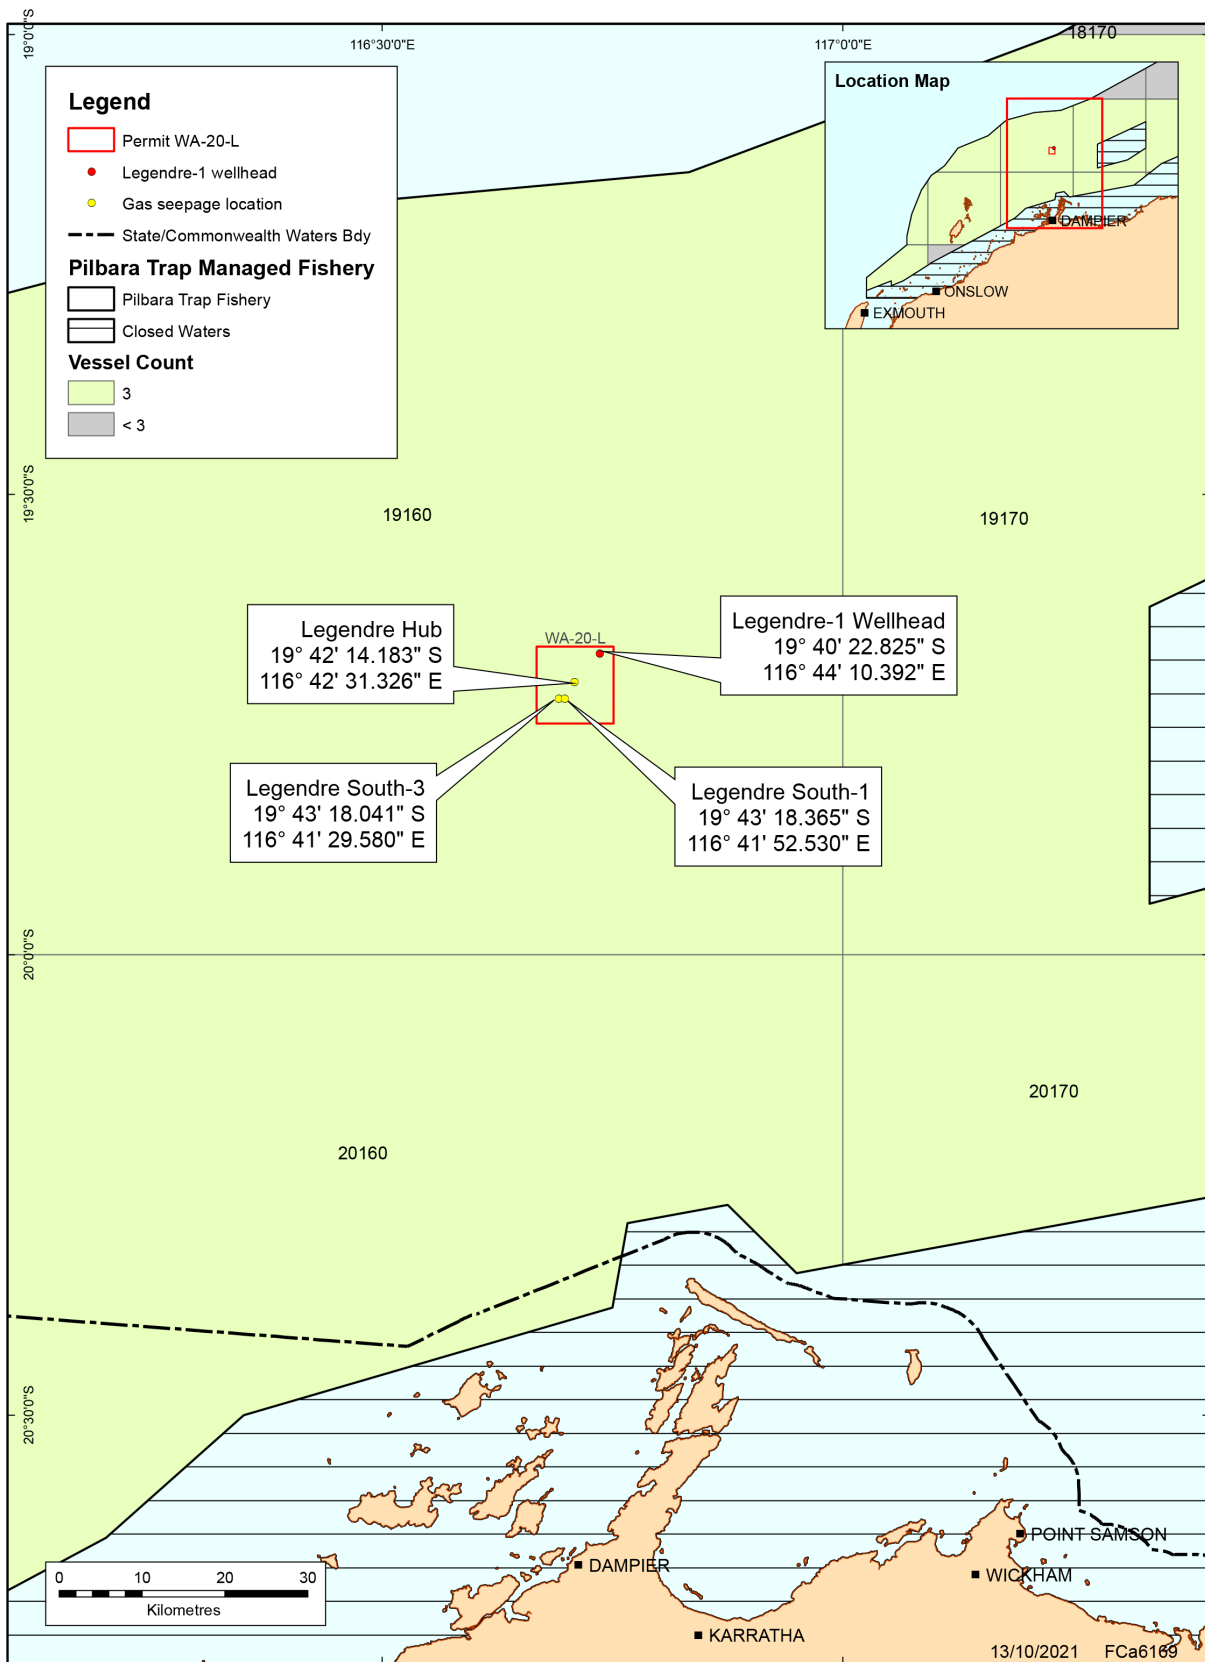 116°30'0"E
117°0'0"E
18170
19°0'0"S
Legend
Permit WA-20-L
Legendre-1 wellhead
Gas seepage location
State/Commonwealth Waters Bdy
Pilbara Trap Managed Fishery
Pilbara Trap Fishery
Closed Waters
Vessel Count
3
< 3
Location Map
DAMPIER
ONSLOW
EXMOUTH
19°30'0"S
19160
19170
Legendre Hub
19° 42' 14.183" S
116° 42' 31.326" E
WA-20-L
Legendre-1 Wellhead
19° 40' 22.825" S
116° 44' 10.392" E
Legendre South-3
19° 43' 18.041" S
116° 41' 29.580" E
Legendre South-1
19° 43' 18.365" S
116° 41' 52.530" E
20°0'0"S
20170
20160
20°30'0"S
POINT SAMSON
DAMPIER
WICKHAM
KARRATHA
0 10 20 30
Kilometres
13/10/2021 FCa6169